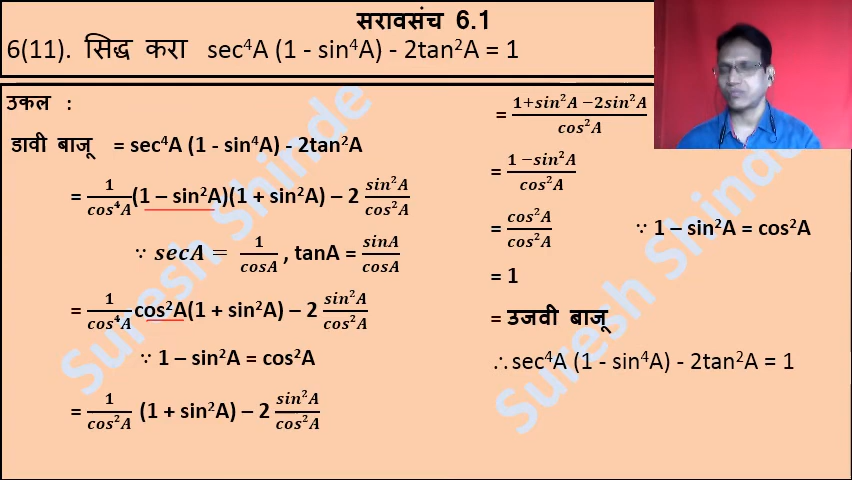 सरावसंच 6.1
6(11). सिद्ध करा sec⁴A (1 - sin⁴A) - 2tan²A = 1
उकल :
डावी बाजू = sec⁴A (1 - sin⁴A) - 2tan²A
= 1/cos⁴A (1 – sin²A)(1 + sin²A) – 2 sin²A/cos²A
∵ secA = 1/cosA , tanA = sinA/cosA
= 1/cos⁴A cos²A(1 + sin²A) – 2 sin²A/cos²A
∵ 1 – sin²A = cos²A
= 1/cos²A (1 + sin²A) – 2 sin²A/cos²A
= 1+sin²A –2sin²A/cos²A
= 1 –sin²A/cos²A
= cos²A/cos²A ∵ 1 – sin²A = cos²A
= 1
= उजवी बाजू
∴ sec⁴A (1 - sin⁴A) - 2tan²A = 1
Suresh Shinde
Suresh Shinde